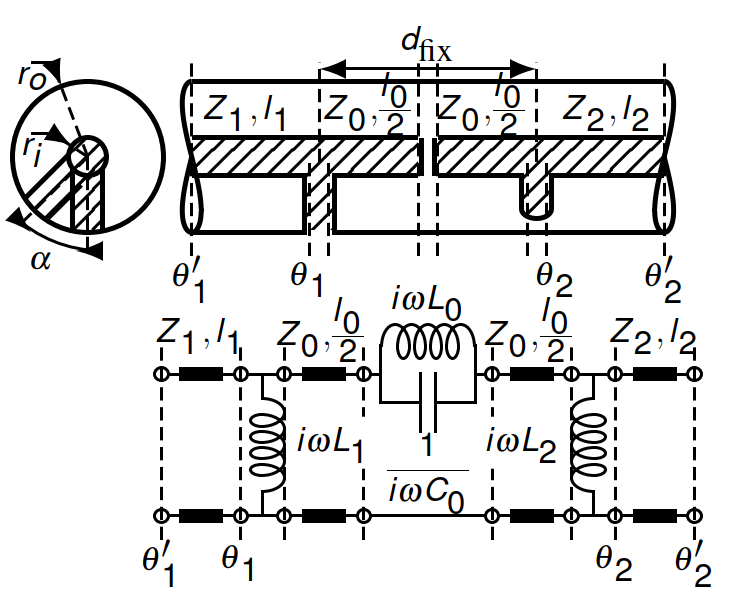 d_fix
r_o
Z_1, l_1 Z_0, l_0/2 Z_0, l_0/2 Z_2, l_2
r_i
α
θ′_1 θ_1 θ_2 θ′_2
iωL_0
Z_1, l_1 Z_0, l_0/2 Z_0, l_0/2 Z_2, l_2
iωL_1 1/iωC_0 iωL_2
θ′_1 θ_1 θ_2 θ′_2